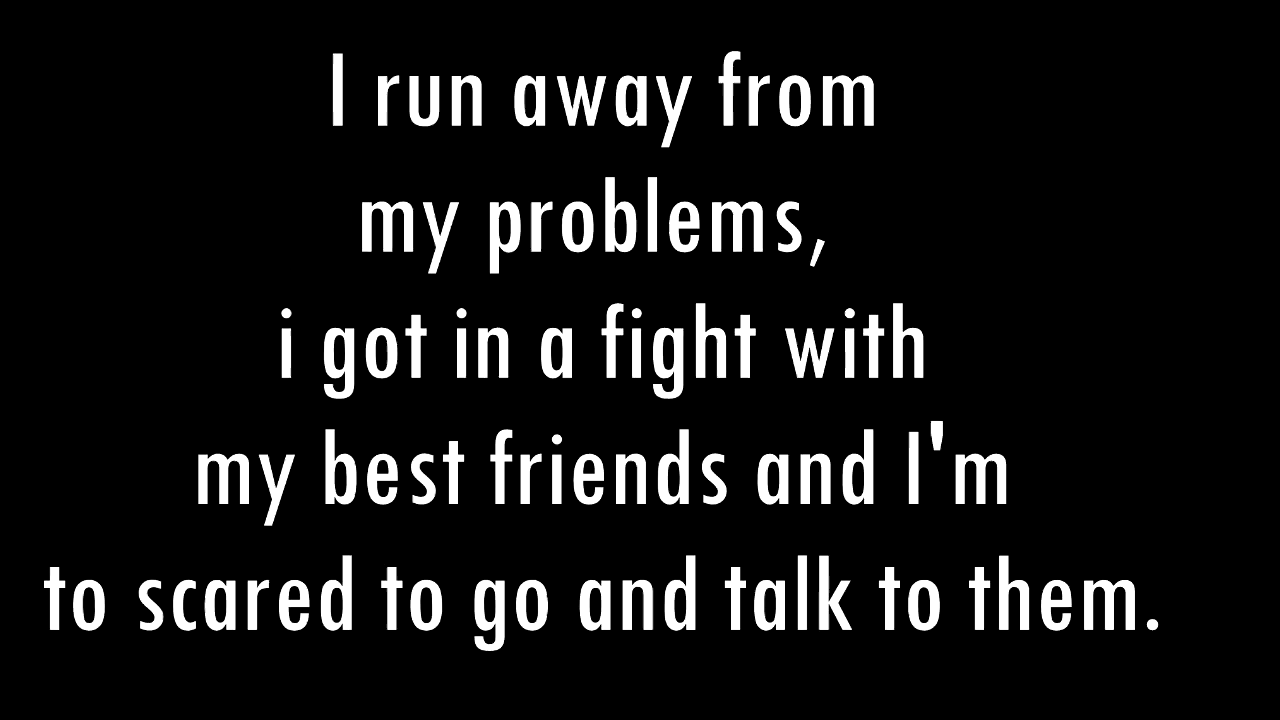 I run away from
my problems,
i got in a fight with
my best friends and I'm
to scared to go and talk to them.